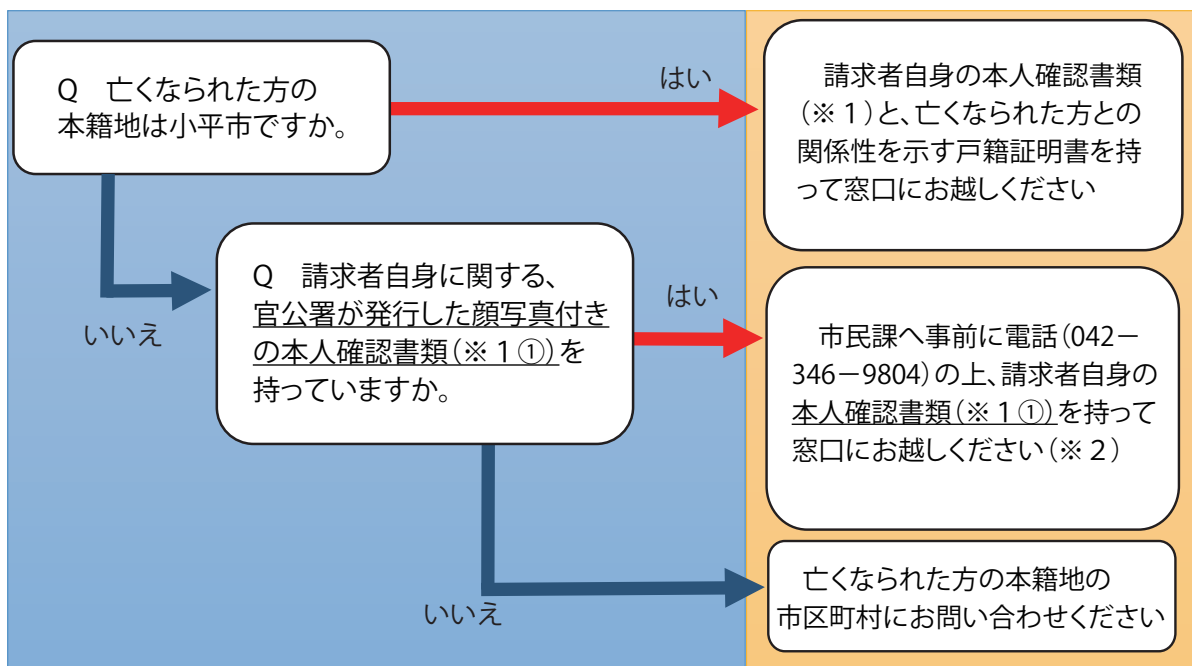 Q 亡くなられた方の
本籍地は小平市ですか。
はい
請求者自身の本人確認書類
（※１）と、亡くなられた方との
関係性を示す戸籍証明書を持
って窓口にお越しください
いいえ
Q 請求者自身に関する、
官公署が発行した顔写真付き
の本人確認書類（※１①）を
持っていますか。
はい
市民課へ事前に電話（042－
346－9804）の上、請求者自身の
本人確認書類（※１①）を持って
窓口にお越しください（※２）
いいえ
亡くなられた方の本籍地の
市区町村にお問い合わせください